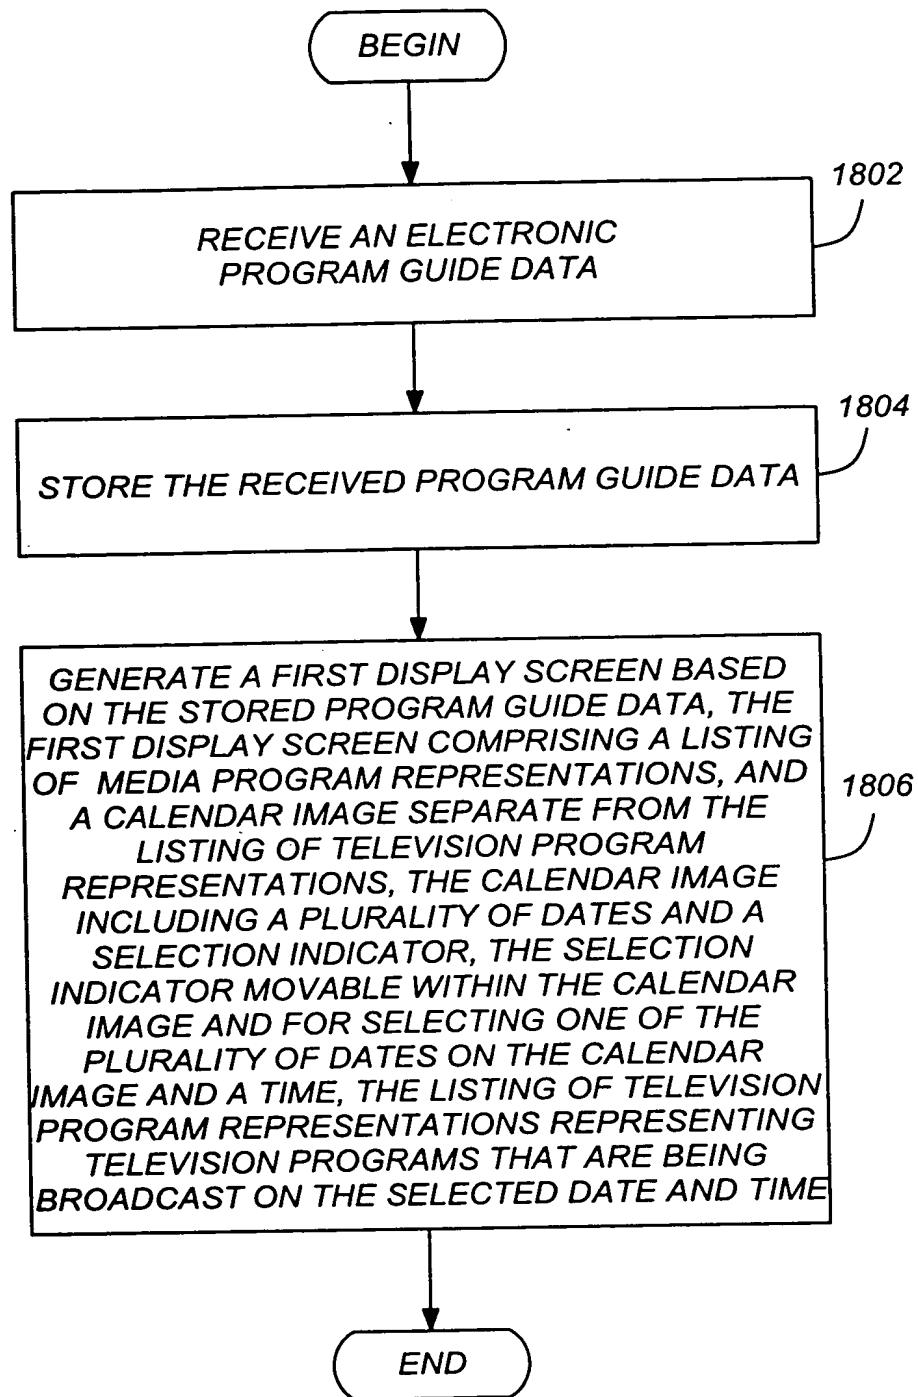 BEGIN
1802
RECEIVE AN ELECTRONIC
PROGRAM GUIDE DATA
1804
STORE THE RECEIVED PROGRAM GUIDE DATA
GENERATE A FIRST DISPLAY SCREEN BASED
ON THE STORED PROGRAM GUIDE DATA, THE
FIRST DISPLAY SCREEN COMPRISING A LISTING
OF MEDIA PROGRAM REPRESENTATIONS, AND
A CALENDAR IMAGE SEPARATE FROM THE
LISTING OF TELEVISION PROGRAM
REPRESENTATIONS, THE CALENDAR IMAGE
INCLUDING A PLURALITY OF DATES AND A
SELECTION INDICATOR, THE SELECTION
INDICATOR MOVABLE WITHIN THE CALENDAR
IMAGE AND FOR SELECTING ONE OF THE
PLURALITY OF DATES ON THE CALENDAR
IMAGE AND A TIME, THE LISTING OF TELEVISION
PROGRAM REPRESENTATIONS REPRESENTING
TELEVISION PROGRAMS THAT ARE BEING
BROADCAST ON THE SELECTED DATE AND TIME
1806
END